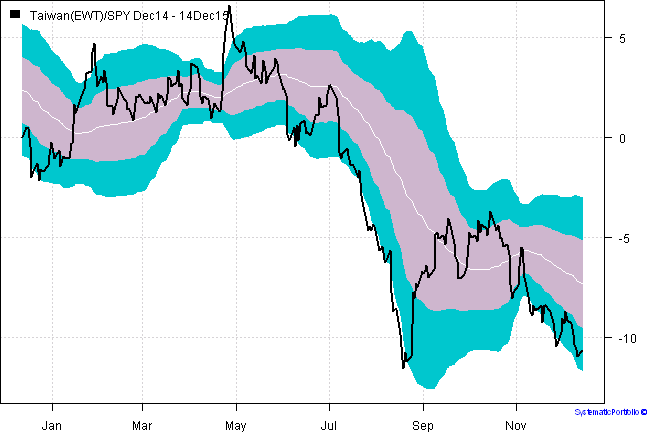 Taiwan(EWT)/SPY Dec14 - 14Dec15
5
0
-5
-10
Jan Mar May Jul Sep Nov
SystematicPortfolio ©